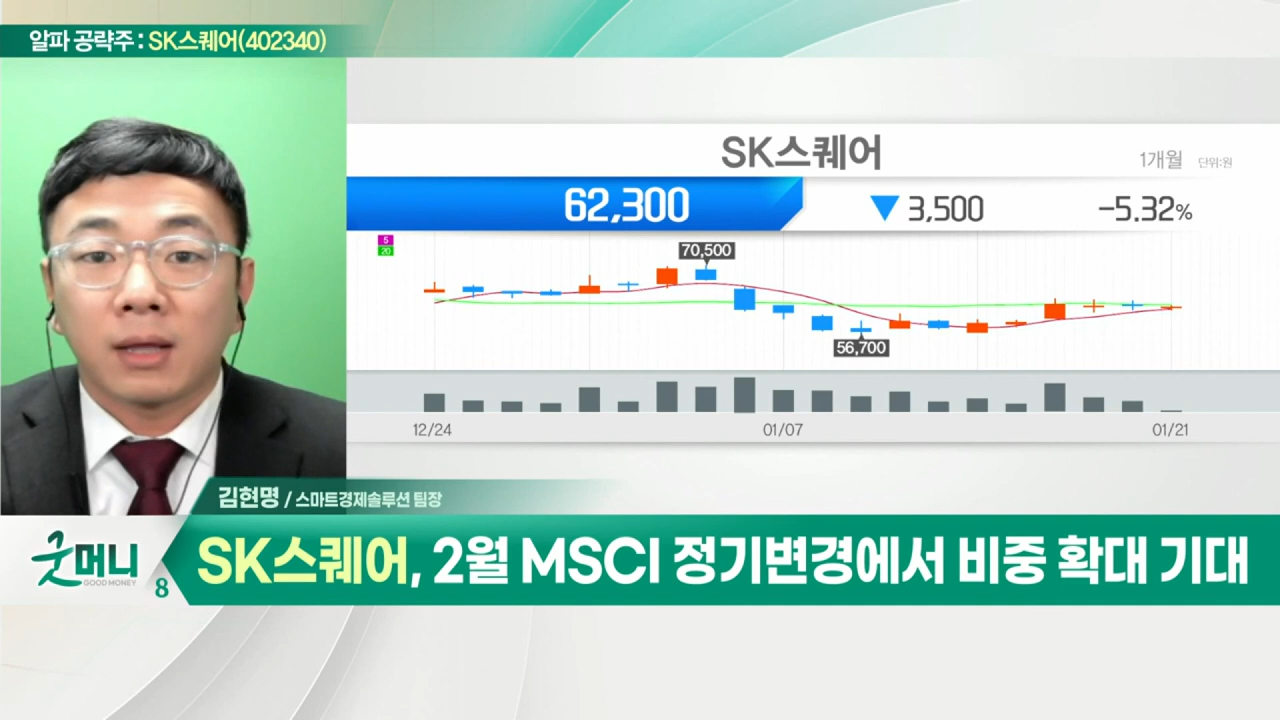 알파 공략주 : SK스퀘어(402340)
SK스퀘어
1개월 단위:원
62,300 ▼ 3,500 -5.32%
5
20
70,500
56,700
12/24 01/07 01/21
김현명 / 스마트경제솔루션 팀장
굿머니
GOOD MONEY
8
SK스퀘어, 2월 MSCI 정기변경에서 비중 확대 기대